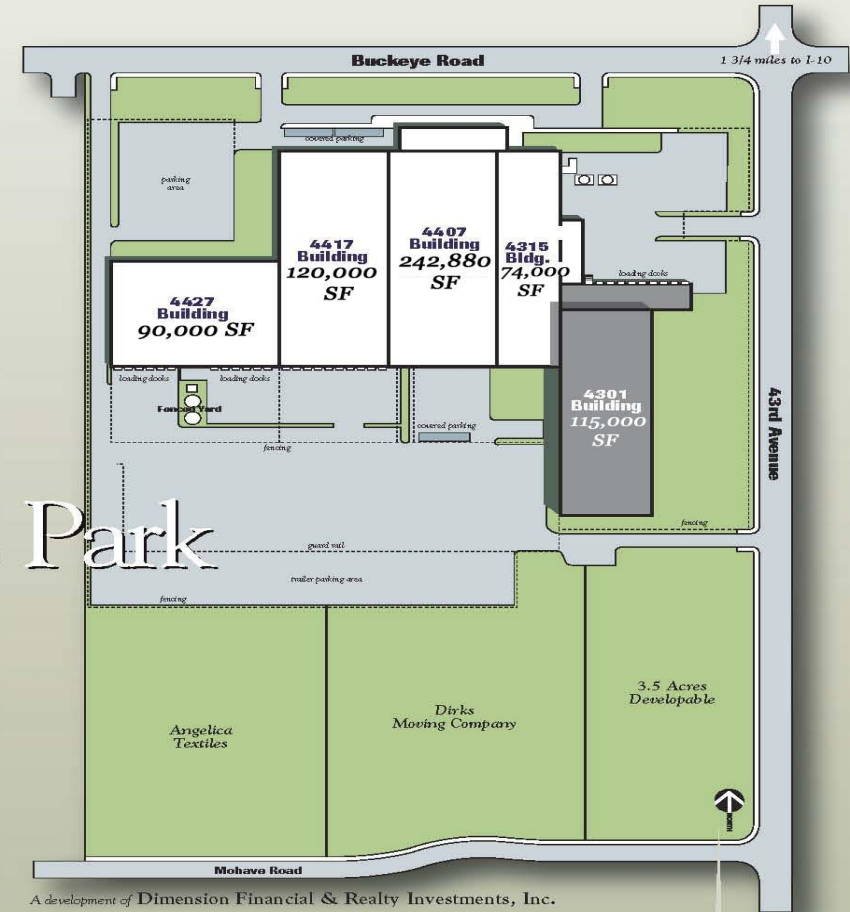 Buckeye Road
1 3/4 miles to I-10
covered parking
parking
area
4417
Building
120,000
SF
4407
Building
242,880
SF
4315
Bldg.
74,000
SF
loading docks
4427
Building
90,000 SF
loading docks
loading docks
Fenced Yard
covered parking
fencing
4301
Building
115,000
SF
43rd Avenue
fencing
Park
guard rail
trailer parking area
fencing
Angelica
Textiles
Dirks
Moving Company
3.5 Acres
Developable
NORTH
Mohave Road
A development of Dimension Financial & Realty Investments, Inc.